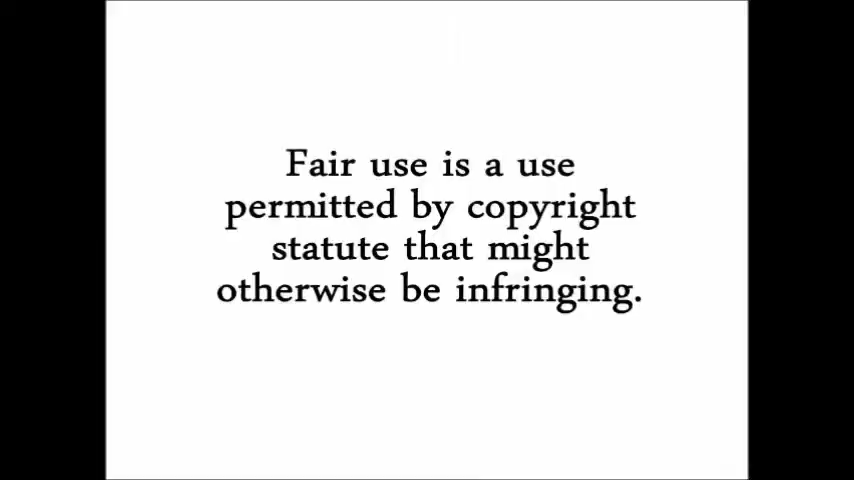 Fair use is a use
permitted by copyright
statute that might
otherwise be infringing.